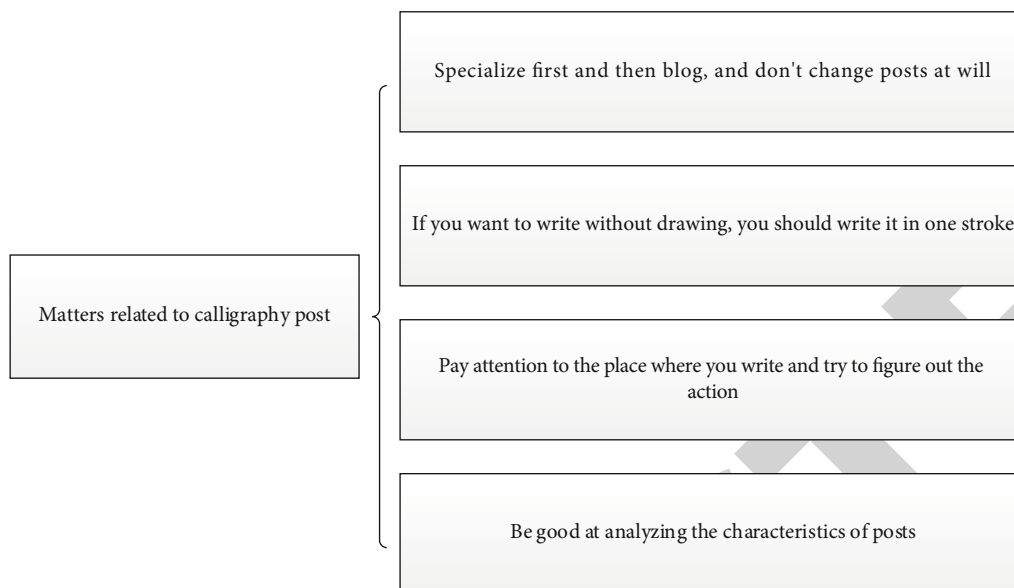 Specialize first and then blog, and don't change posts at will
If you want to write without drawing, you should write it in one stroke
Matters related to calligraphy post
Pay attention to the place where you write and try to figure out the
action
Be good at analyzing the characteristics of posts